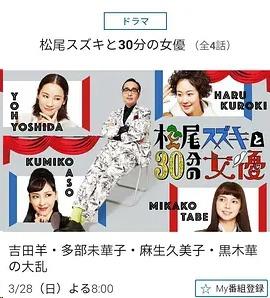 ドラマ
松尾スズキと30分の女優（全4話）
YOH
YOSHIDA
HARU
KUROKI
松尾スズキと
30分の女優
KUMIKO
ASO
MIKAKO
TABE
吉田羊・多部未華子・麻生久美子・黒木華
の大乱
3/28（日）よる8:00
☆ My番組登録